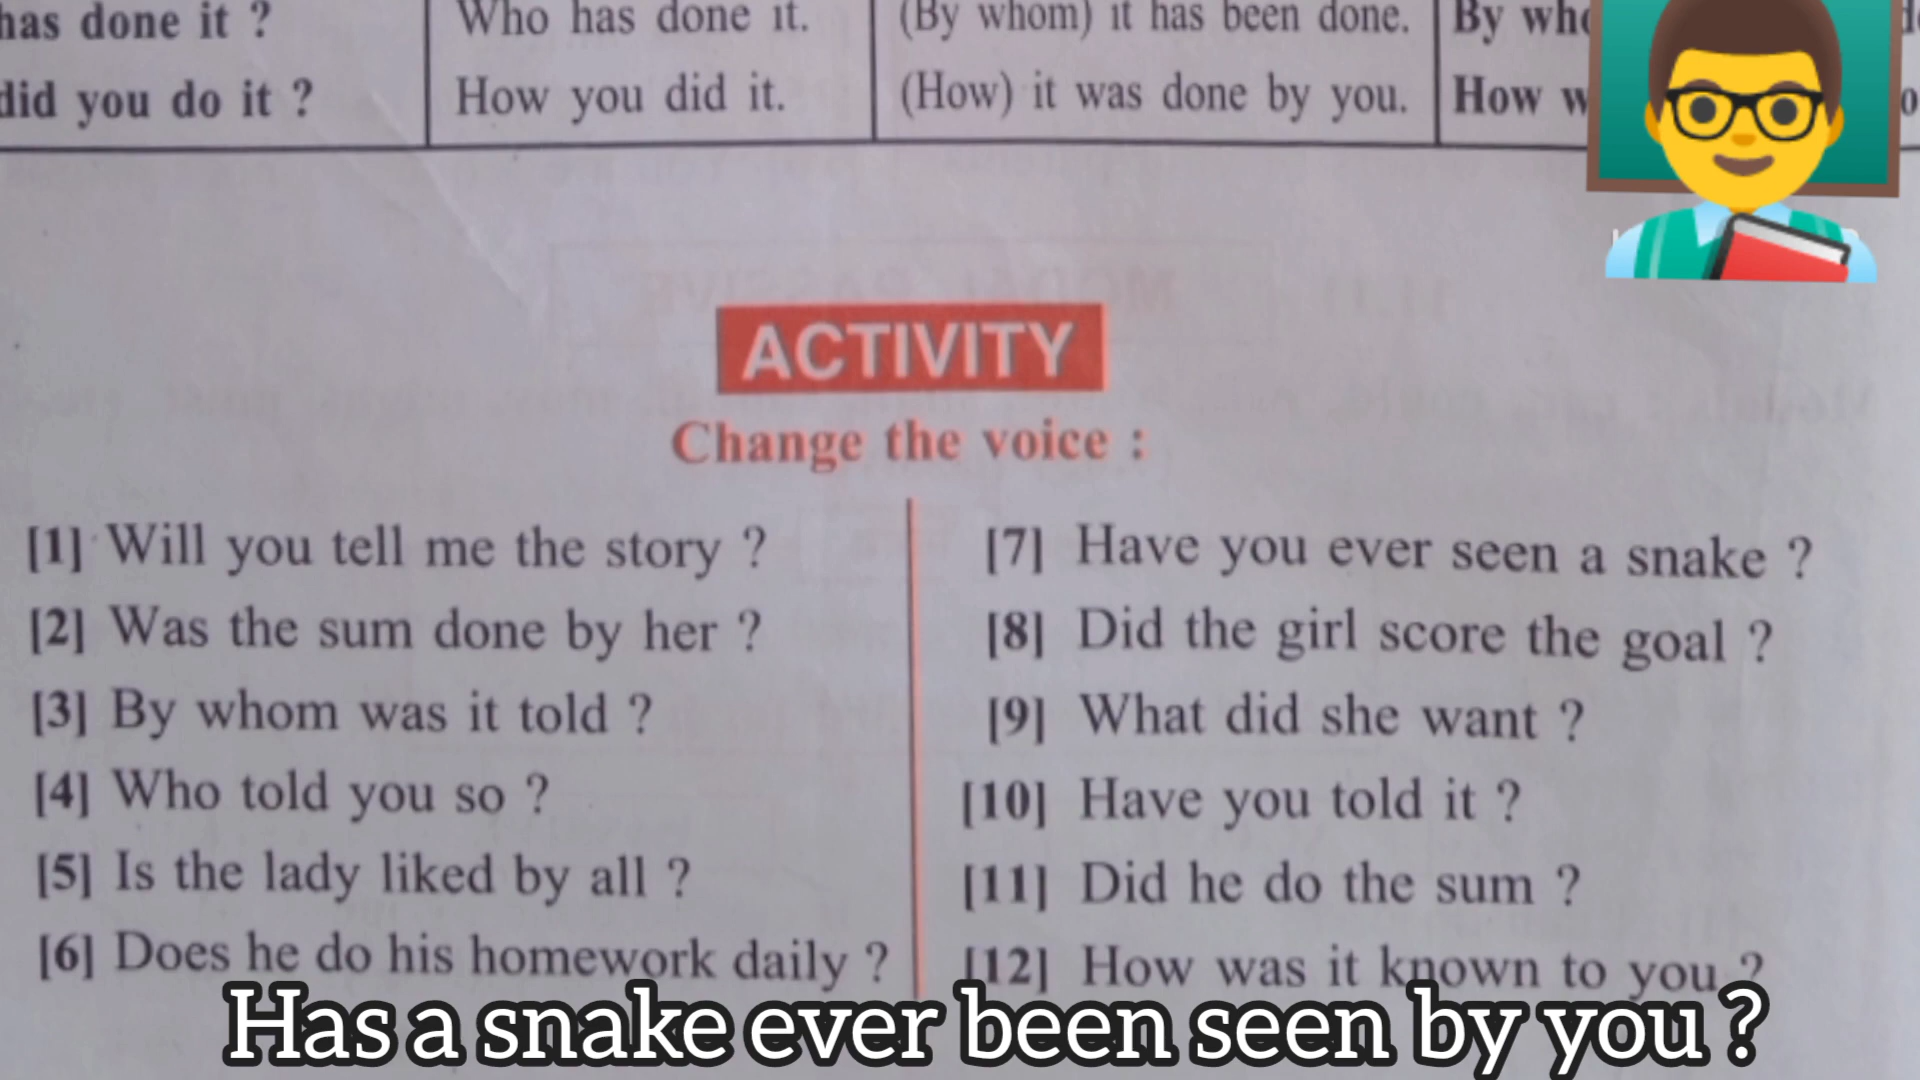 has done it ?
Who has done it.
(By whom) it has been done.
By
did you do it ?
How you did it.
(How) it was done by you.
How
ACTIVITY
Change the voice :
[1] Will you tell me the story ?
[2] Was the sum done by her ?
[3] By whom was it told ?
[4] Who told you so ?
[5] Is the lady liked by all ?
[6] Does he do his homework daily ?
[7] Have you ever seen a snake ?
[8] Did the girl score the goal ?
[9] What did she want ?
[10] Have you told it ?
[11] Did he do the sum ?
[12] How was it known to you ?
Has a snake ever been seen by you ?